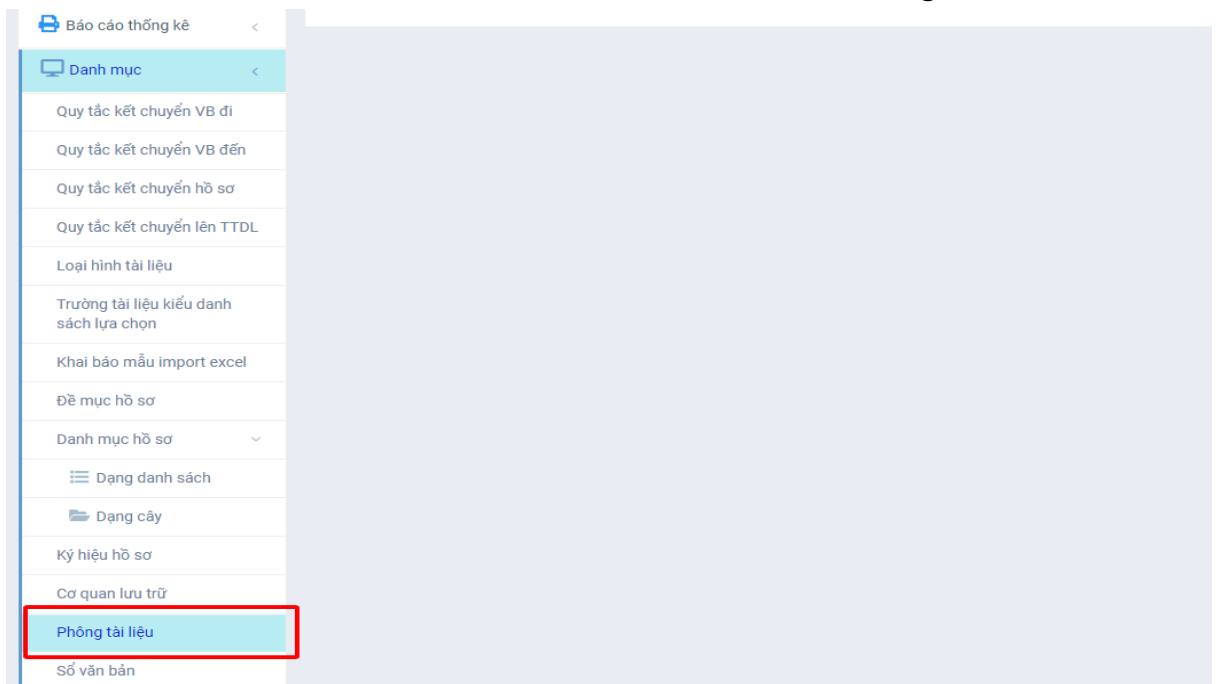 Báo cáo thống kê
Danh mục
Quy tắc kết chuyển VB đi
Quy tắc kết chuyển VB đến
Quy tắc kết chuyển hồ sơ
Quy tắc kết chuyển lên TTDL
Loại hình tài liệu
Trường tài liệu kiểu danh
sách lựa chọn
Khai báo mẫu import excel
Đề mục hồ sơ
Danh mục hồ sơ
Dạng danh sách
Dạng cây
Ký hiệu hồ sơ
Cơ quan lưu trữ
Phông tài liệu
Sổ văn bản